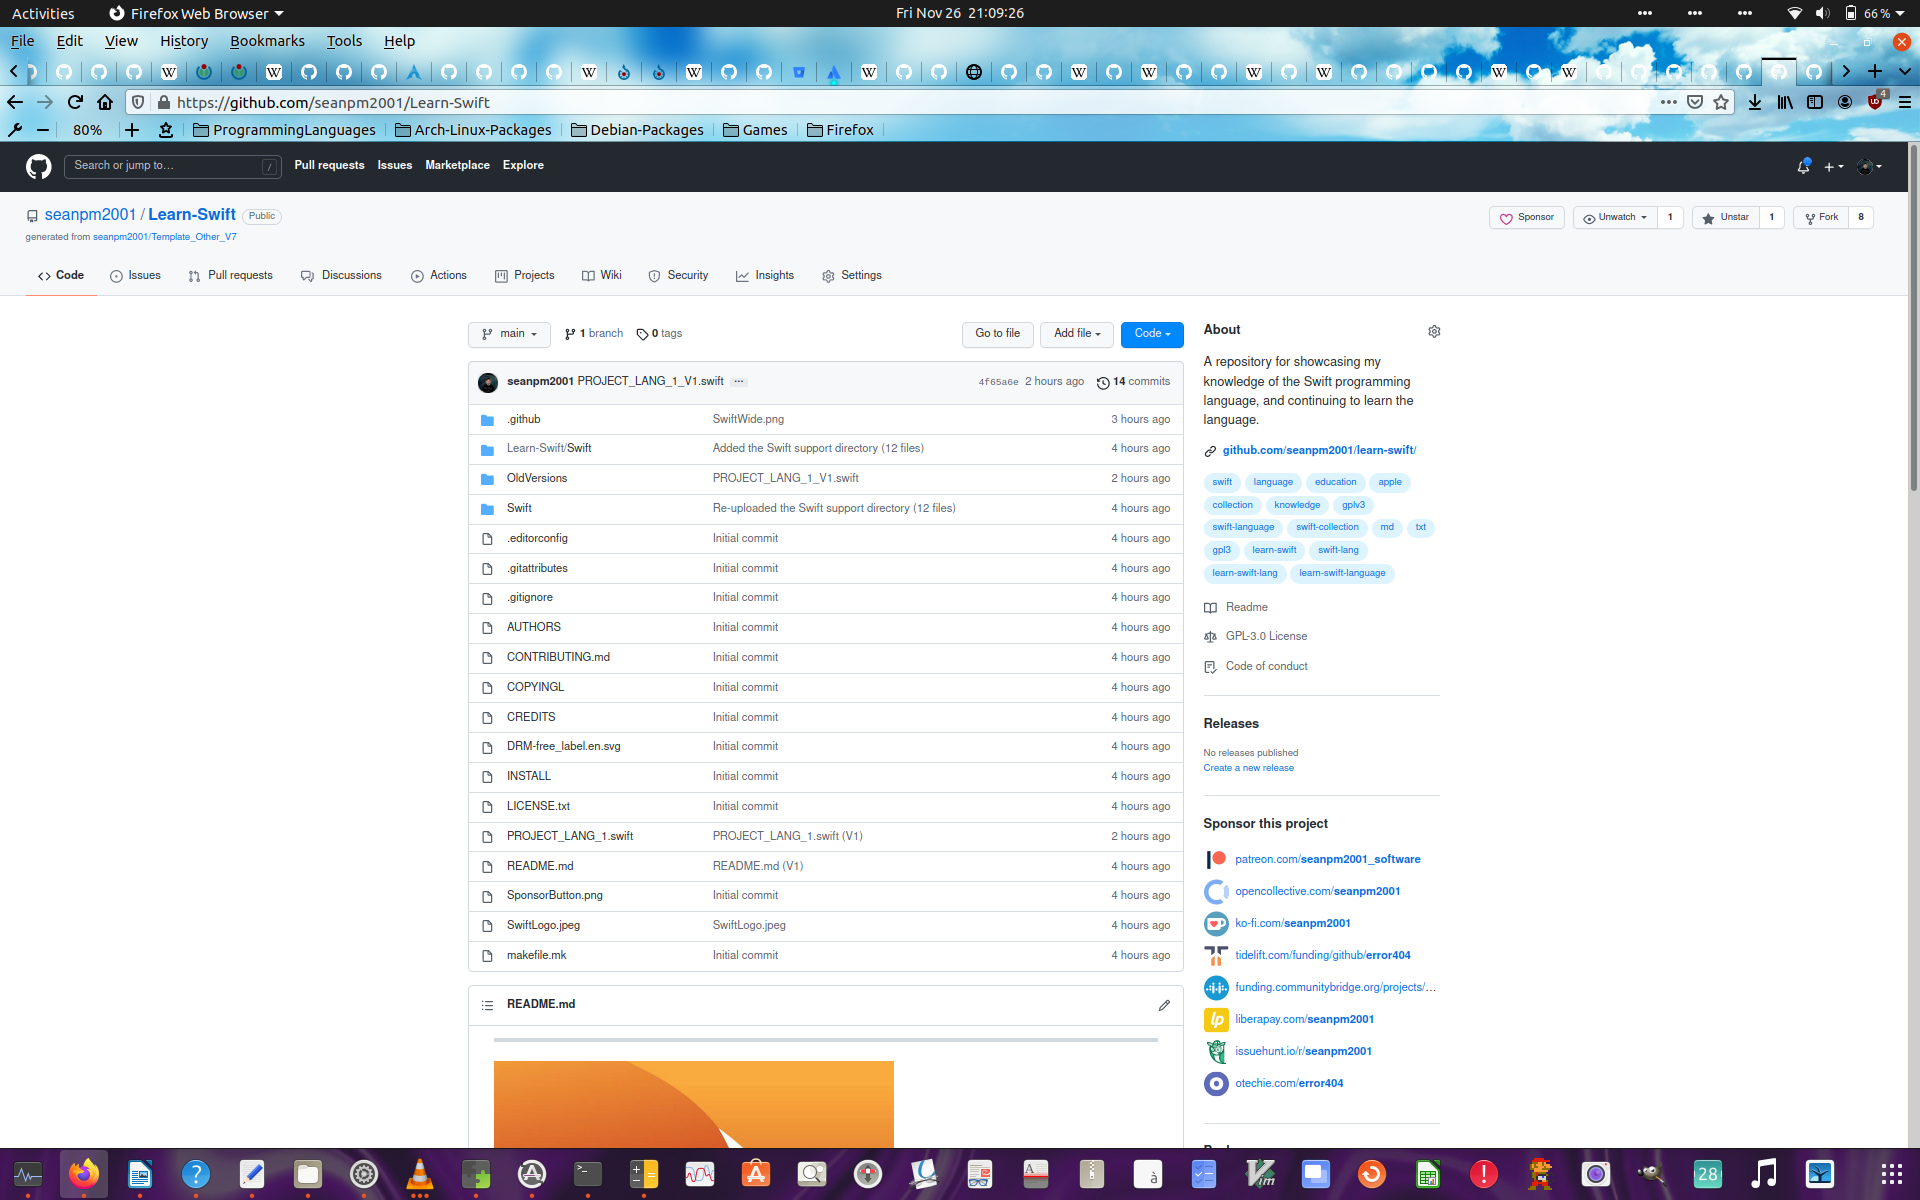 Activities Firefox Web Browser Fri Nov 26 21:09:26 66 %
File Edit View History Bookmarks Tools Help
https://github.com/seanpm2001/Learn-Swift 4
80% ProgrammingLanguages Arch-Linux-Packages Debian-Packages Games Firefox
Search or jump to… / Pull requests Issues Marketplace Explore
seanpm2001 / Learn-Swift Public Sponsor Unwatch 1 Unstar 1 Fork 8
generated from seanpm2001/Template_Other_V7
Code Issues Pull requests Discussions Actions Projects Wiki Security Insights Settings
main 1 branch 0 tags Go to file Add file Code
seanpm2001 PROJECT_LANG_1_V1.swift ... 4f65a6e 2 hours ago 14 commits
.github SwiftWide.png 3 hours ago
Learn-Swift/Swift Added the Swift support directory (12 files) 4 hours ago
OldVersions PROJECT_LANG_1_V1.swift 2 hours ago
Swift Re-uploaded the Swift support directory (12 files) 4 hours ago
.editorconfig Initial commit 4 hours ago
.gitattributes Initial commit 4 hours ago
.gitignore Initial commit 4 hours ago
AUTHORS Initial commit 4 hours ago
CONTRIBUTING.md Initial commit 4 hours ago
COPYINGL Initial commit 4 hours ago
CREDITS Initial commit 4 hours ago
DRM-free_label.en.svg Initial commit 4 hours ago
INSTALL Initial commit 4 hours ago
LICENSE.txt Initial commit 4 hours ago
PROJECT_LANG_1.swift PROJECT_LANG_1.swift (V1) 2 hours ago
README.md README.md (V1) 4 hours ago
SponsorButton.png Initial commit 4 hours ago
SwiftLogo.jpeg SwiftLogo.jpeg 4 hours ago
makefile.mk Initial commit 4 hours ago
README.md
About
A repository for showcasing my
knowledge of the Swift programming
language, and continuing to learn the
language.
github.com/seanpm2001/learn-swift/
swift language education apple
collection knowledge gplv3
swift-language swift-collection md txt
gpl3 learn-swift swift-lang
learn-swift-lang learn-swift-language
Readme
GPL-3.0 License
Code of conduct
Releases
No releases published
Create a new release
Sponsor this project
patreon.com/seanpm2001_software
opencollective.com/seanpm2001
ko-fi.com/seanpm2001
tidelift.com/funding/github/error404
funding.communitybridge.org/projects/…
liberapay.com/seanpm2001
issuehunt.io/r/seanpm2001
otechie.com/error404
28